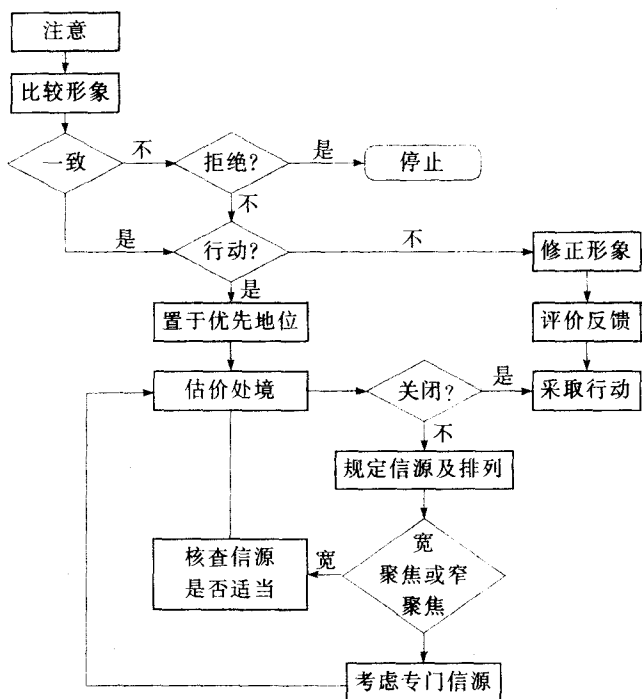 注意
比较形象
一致
不
拒绝?
是
停止
不
是
行动?
不
修正形象
是
置于优先地位
评价反馈
估价处境
关闭?
是
采取行动
不
规定信源及排列
核查信源
是否适当
宽
宽
聚焦或窄
聚焦
考虑专门信源